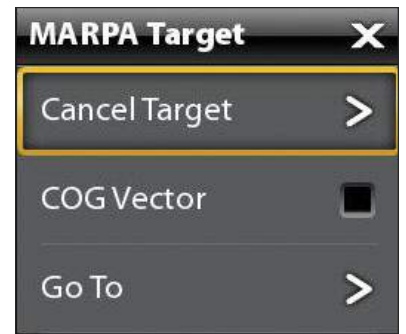 MARPA Target X
Cancel Target >
COG Vector
Go To >